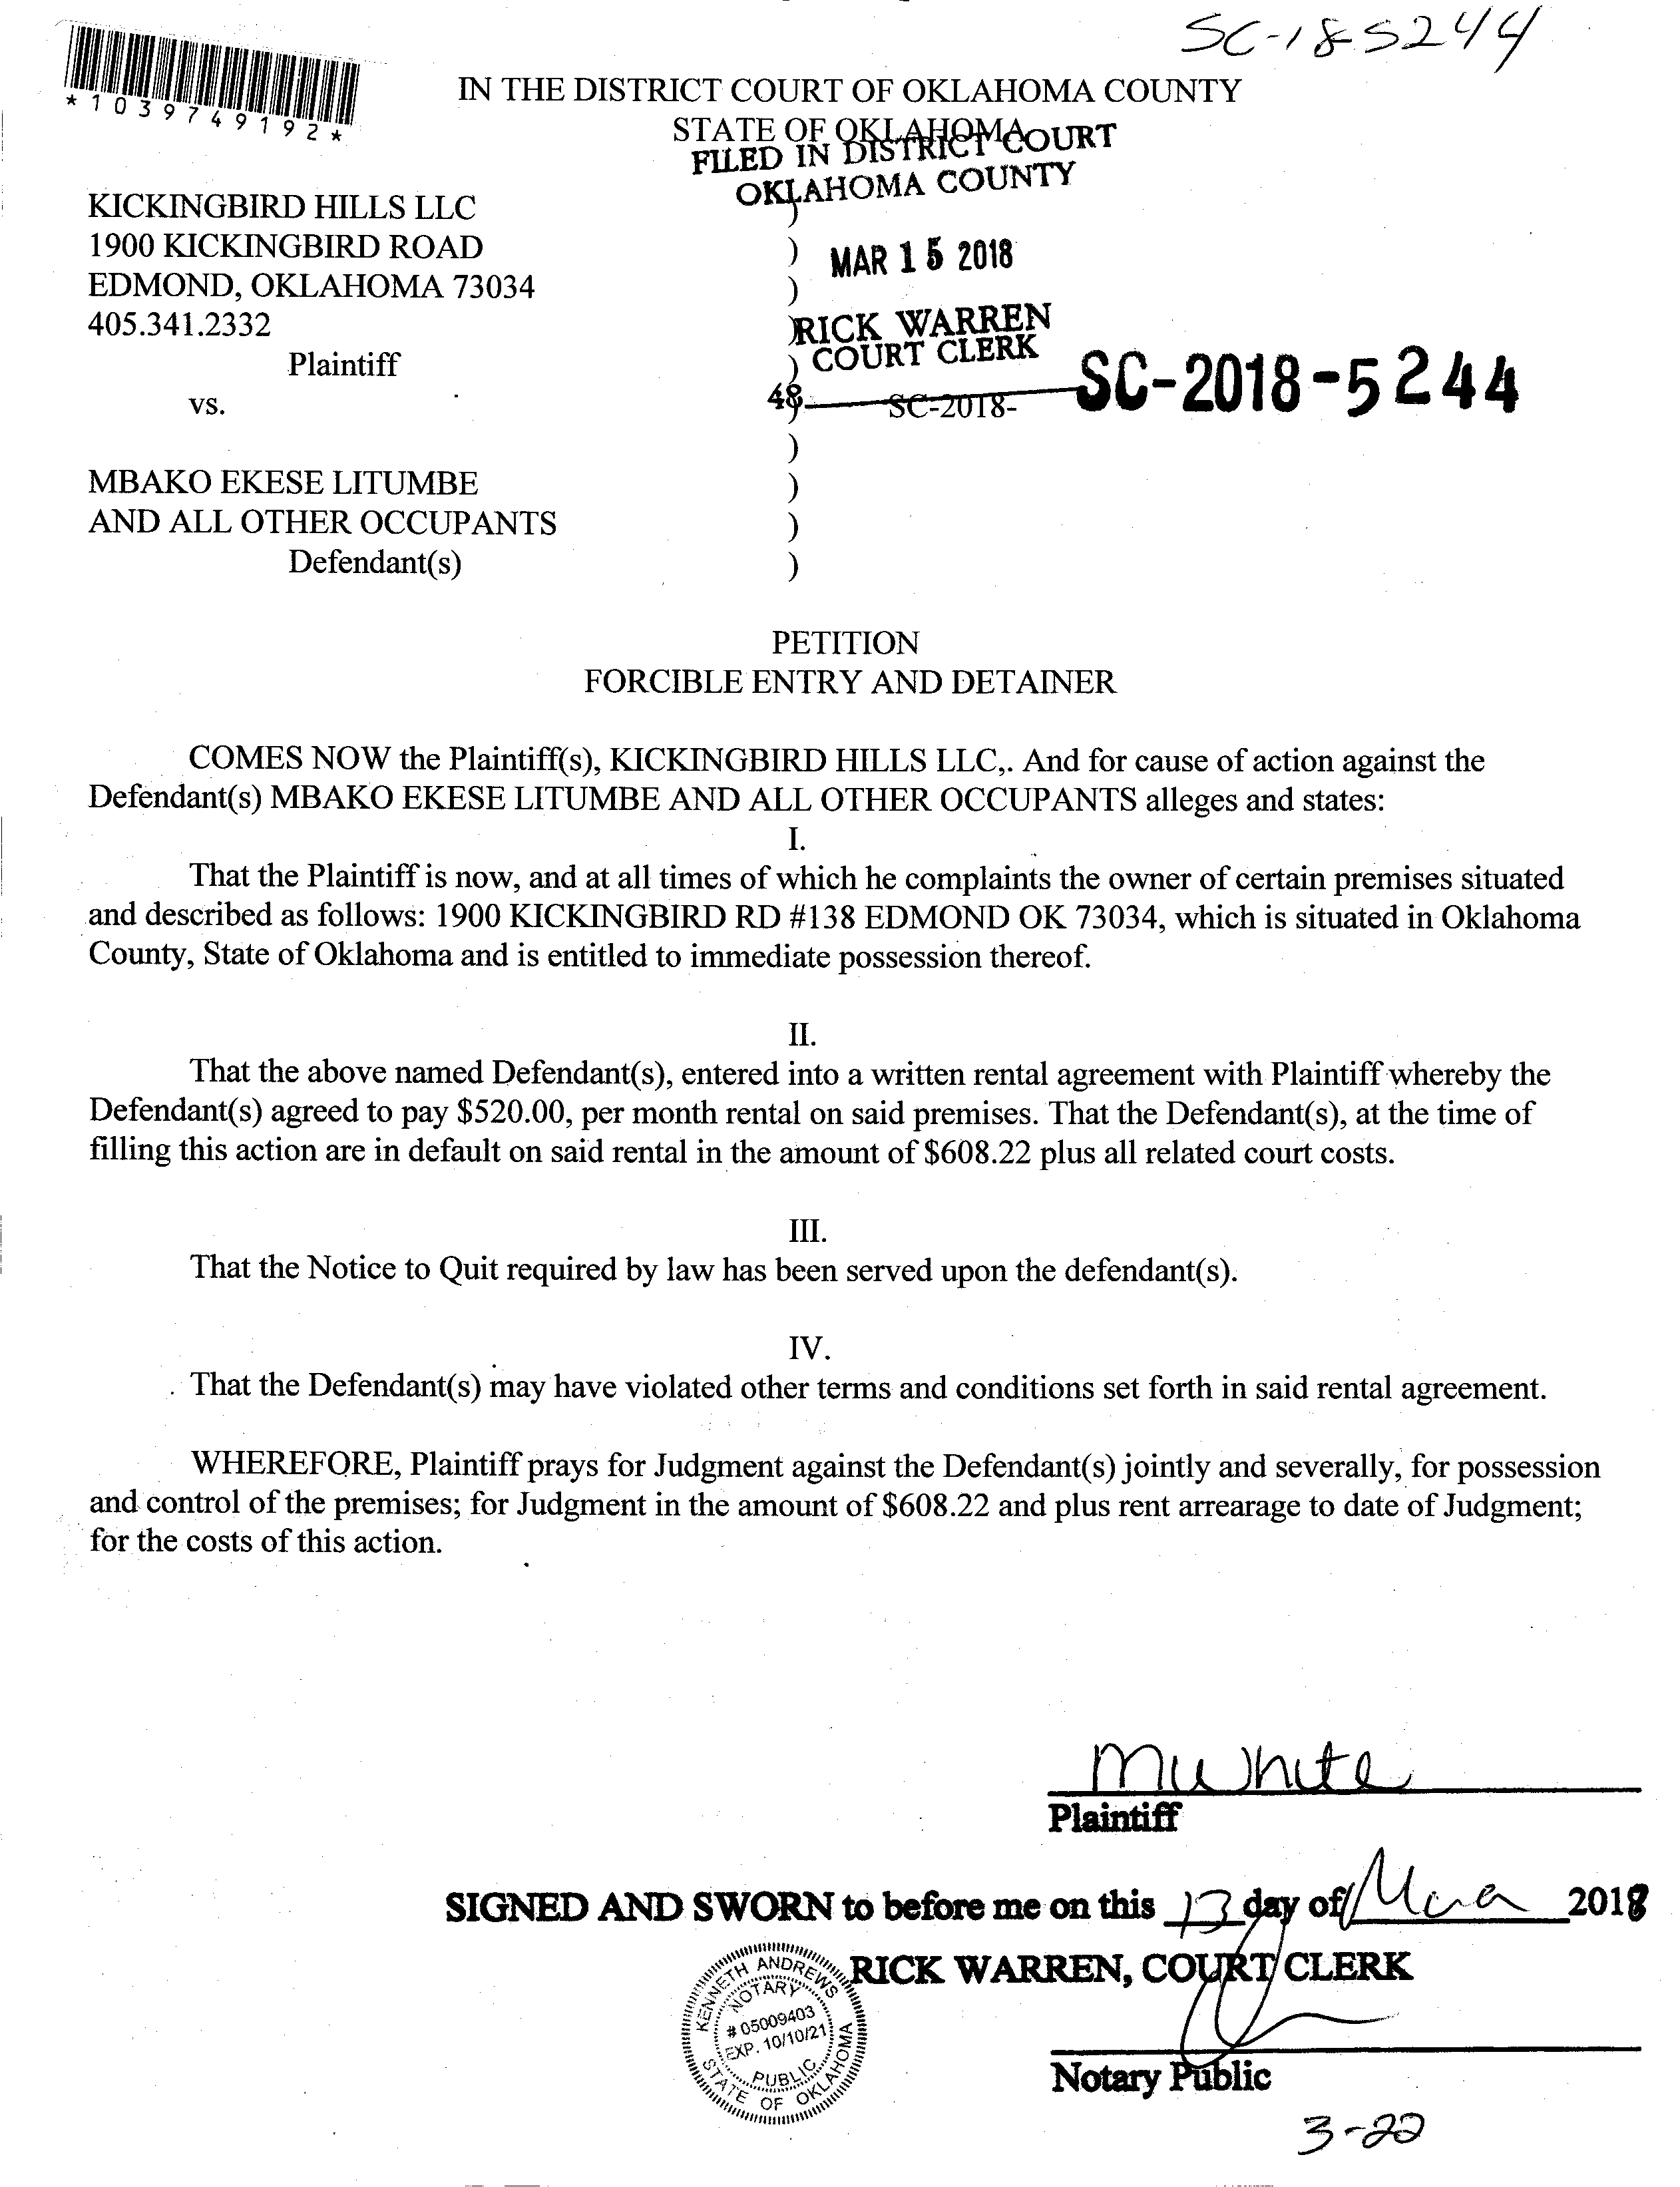 SC-185244
*1039749192*
IN THE DISTRICT COURT OF OKLAHOMA COUNTY
STATE OF OKLAHOMA
FILED IN DISTRICT COURT
OKLAHOMA COUNTY
KICKINGBIRD HILLS LLC )
1900 KICKINGBIRD ROAD )
MAR 15 2018
EDMOND, OKLAHOMA 73034 )
405.341.2332 )
RICK WARREN
COURT CLERK
Plaintiff )
vs. )
48 SC-2018- SC-2018-5244
)
MBAKO EKESE LITUMBE )
AND ALL OTHER OCCUPANTS )
Defendant(s) )
PETITION
FORCIBLE ENTRY AND DETAINER
COMES NOW the Plaintiff(s), KICKINGBIRD HILLS LLC,. And for cause of action against the
Defendant(s) MBAKO EKESE LITUMBE AND ALL OTHER OCCUPANTS alleges and states:
I.
That the Plaintiff is now, and at all times of which he complaints the owner of certain premises situated
and described as follows: 1900 KICKINGBIRD RD #138 EDMOND OK 73034, which is situated in Oklahoma
County, State of Oklahoma and is entitled to immediate possession thereof.
II.
That the above named Defendant(s), entered into a written rental agreement with Plaintiff whereby the
Defendant(s) agreed to pay $520.00, per month rental on said premises. That the Defendant(s), at the time of
filling this action are in default on said rental in the amount of $608.22 plus all related court costs.
III.
That the Notice to Quit required by law has been served upon the defendant(s).
IV.
That the Defendant(s) may have violated other terms and conditions set forth in said rental agreement.
WHEREFORE, Plaintiff prays for Judgment against the Defendant(s) jointly and severally, for possession
and control of the premises; for Judgment in the amount of $608.22 and plus rent arrearage to date of Judgment;
for the costs of this action.
MWhite
Plaintiff
SIGNED AND SWORN to before me on this 13 day of 2018
RICK WARREN, COURT CLERK
KENNETH ANDREWS
NOTARY
# 05009403
EXP. 10/10/21
PUBLIC
STATE OF OKLAHOMA
Notary Public
3-22